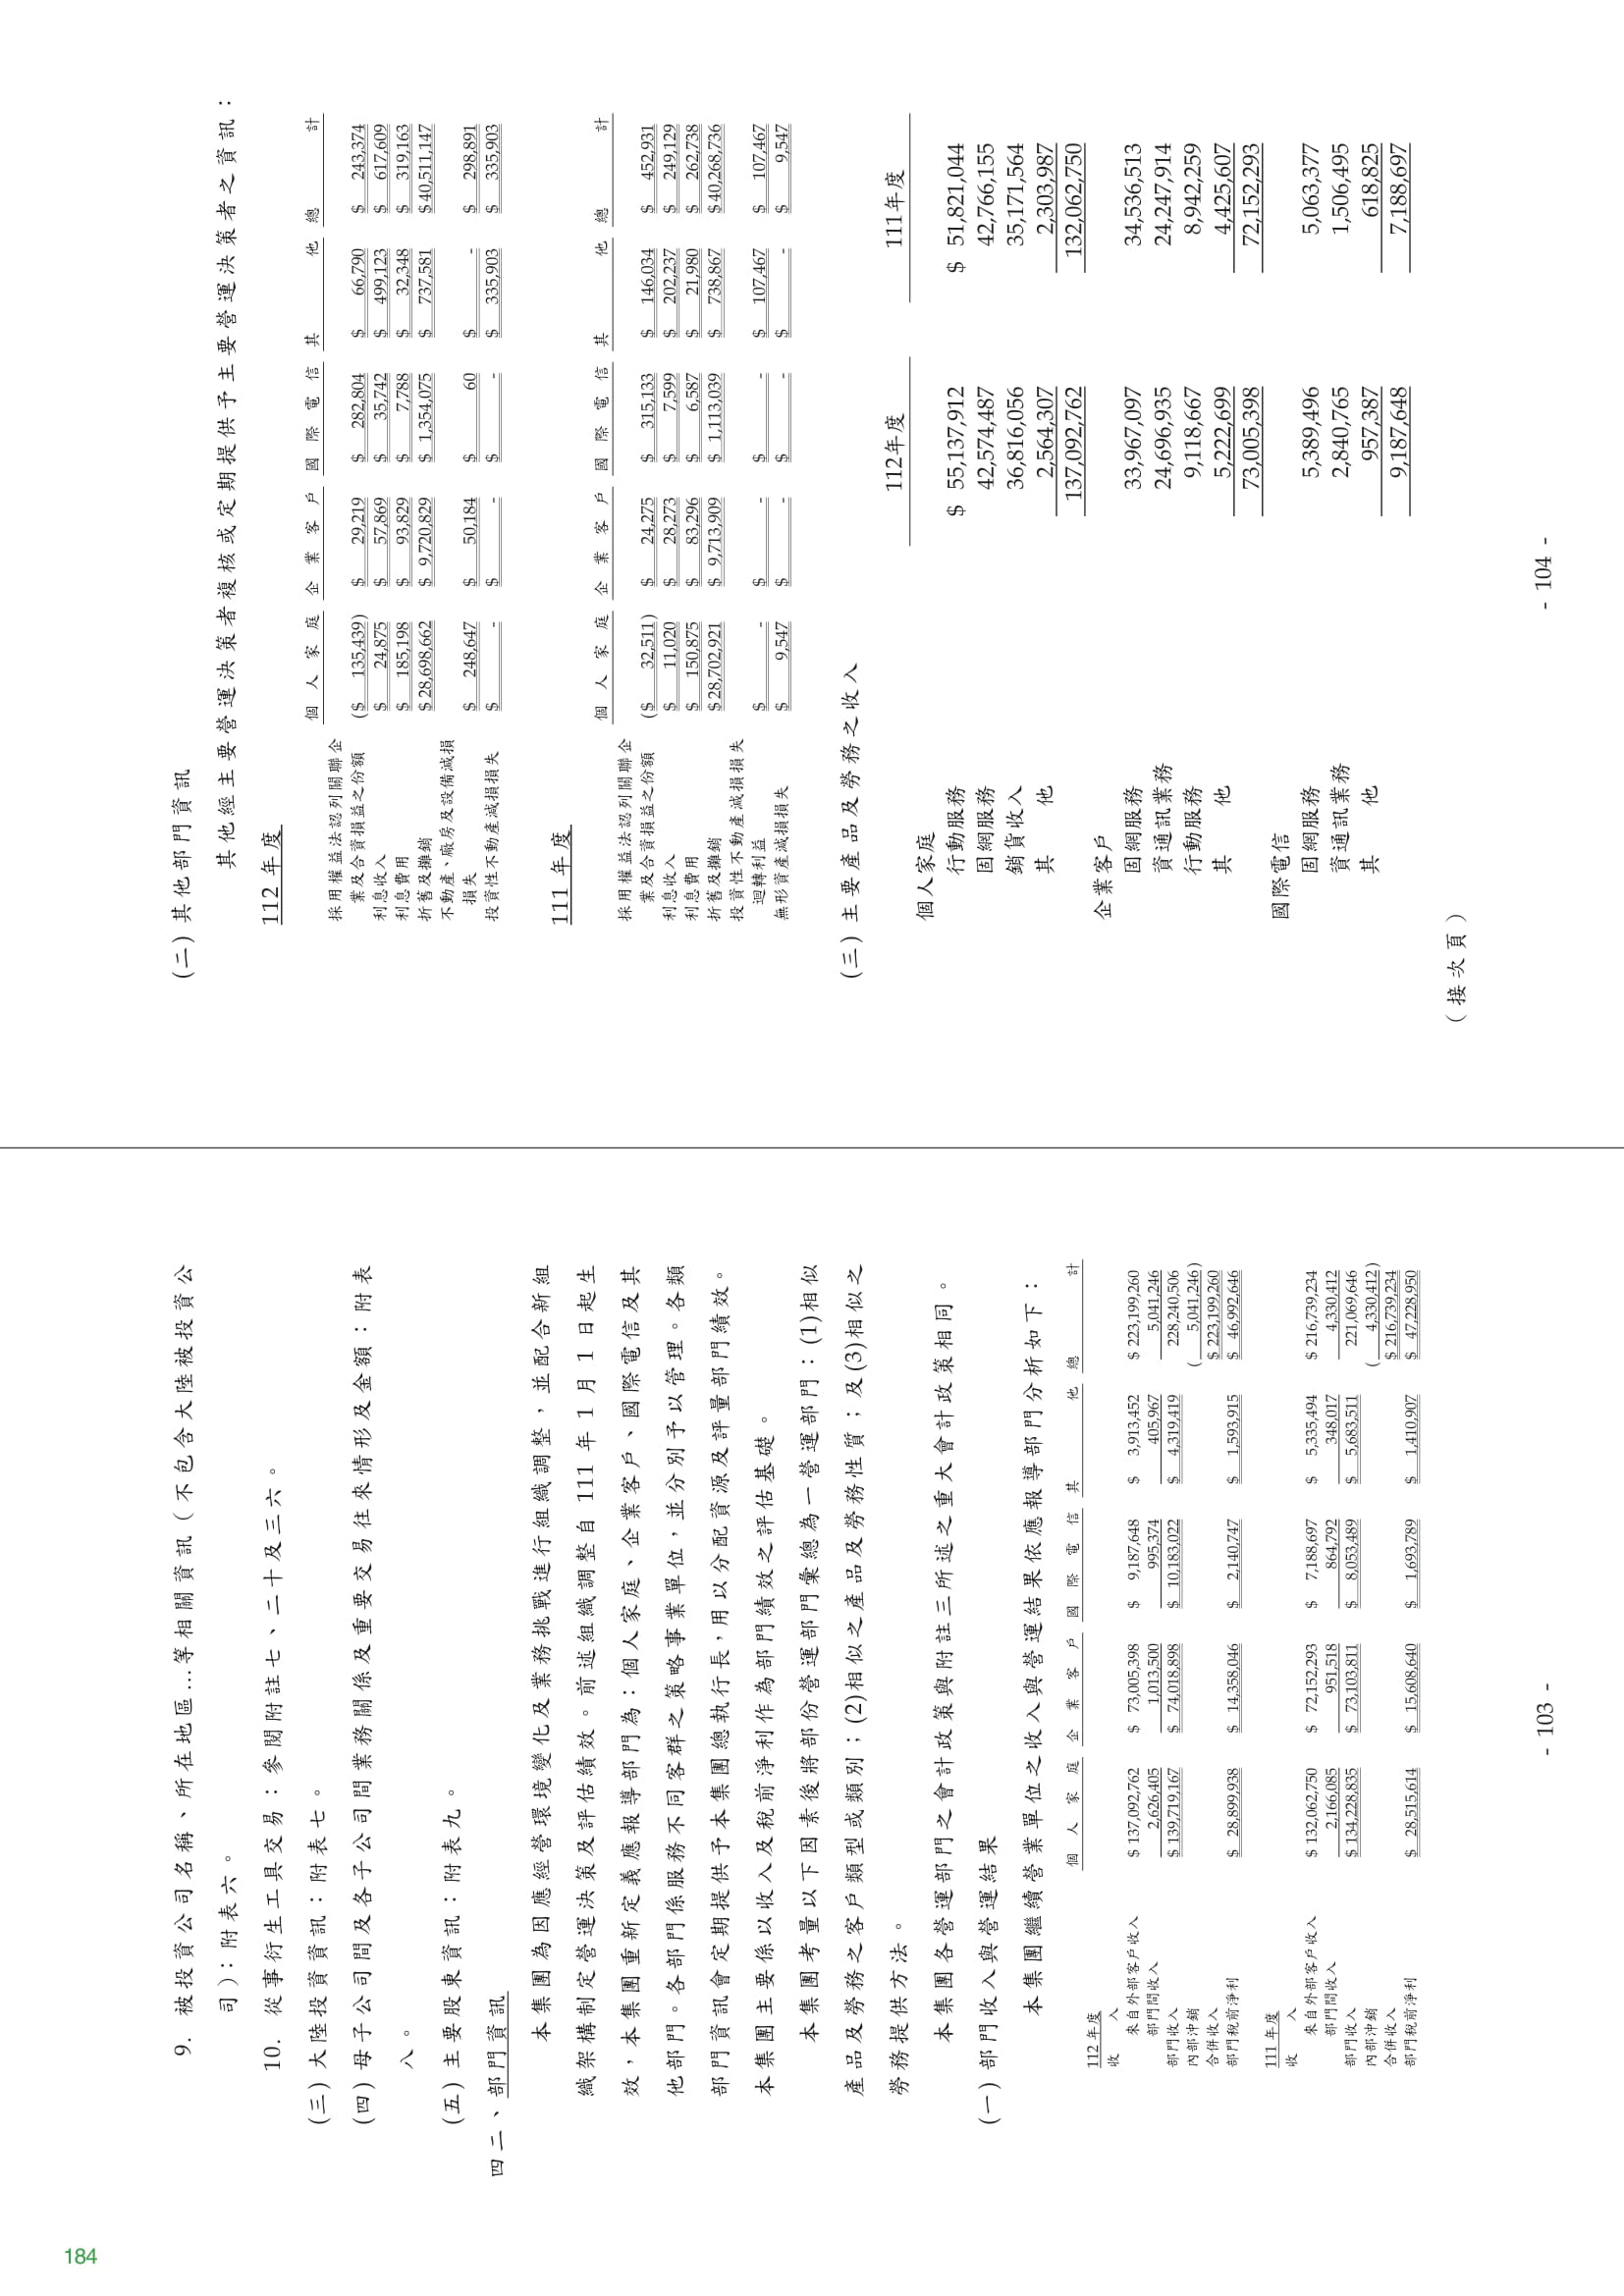 9. 被投資公司名稱、所在地區…等相關資訊（不包含大陸被投資公
司）：附表六。
10. 從事衍生工具交易：參閱附註七、二十及三六。
(三) 大陸投資資訊：附表七。
(四) 母子公司間及各子公司間業務關係及重要交易往來情形及金額：附表
八。
(五) 主要股東資訊：附表九。
四二、部門資訊
本集團為因應經營環境變化及業務挑戰進行組織調整，並配合新組
織架構制定營運決策及評估績效。前述組織調整自 111 年 1 月 1 日起生
效，本集團重新定義應報導部門為：個人家庭、企業客戶、國際電信及其
他部門。各部門係服務不同客群之策略事業單位，並分別予以管理。各類
部門資訊會定期提供予本集團總執行長，用以分配資源及評量部門績效。
本集團主要係以收入及稅前淨利作為部門績效之評估基礎。
本集團考量以下因素後將部份營運部門彙總為一營運部門：(1)相似
產品及勞務之客戶類型或類別；(2)相似之產品及勞務性質；及(3)相似之
勞務提供方法。
本集團各營運部門之會計政策與附註三所述之重大會計政策相同。
(一) 部門收入與營運結果
本集團繼續營業單位之收入與營運結果依應報導部門分析如下：
個人家庭 企業客戶 國際電信 其他 總計
112 年度
收 入
來自外部客戶收入 $ 137,092,762 $ 73,005,398 $ 9,187,648 $ 3,913,452 $ 223,199,260
部門間收入 2,626,405 1,013,500 995,374 405,967 5,041,246
部門收入 $ 139,719,167 $ 74,018,898 $ 10,183,022 $ 4,319,419 228,240,506
內部沖銷 ( 5,041,246 )
合併收入 $ 223,199,260
部門稅前淨利 $ 28,899,938 $ 14,358,046 $ 2,140,747 $ 1,593,915 $ 46,992,646
111 年度
收 入
來自外部客戶收入 $ 132,062,750 $ 72,152,293 $ 7,188,697 $ 5,335,494 $ 216,739,234
部門間收入 2,166,085 951,518 864,792 348,017 4,330,412
部門收入 $ 134,228,835 $ 73,103,811 $ 8,053,489 $ 5,683,511 221,069,646
內部沖銷 ( 4,330,412 )
合併收入 $ 216,739,234
部門稅前淨利 $ 28,515,614 $ 15,608,640 $ 1,693,789 $ 1,410,907 $ 47,228,950
- 103 -
(二) 其他部門資訊
其他經主要營運決策者複核或定期提供予主要營運決策者之資訊：
112 年度
個人家庭 企業客戶 國際電信 其他 總計
採用權益法認列關聯企
業及合資損益之份額 ($ 135,439) $ 29,219 $ 282,804 $ 66,790 $ 243,374
利息收入 $ 24,875 $ 57,869 $ 35,742 $ 499,123 $ 617,609
利息費用 $ 185,198 $ 93,829 $ 7,788 $ 32,348 $ 319,163
折舊及攤銷 $ 28,698,662 $ 9,720,829 $ 1,354,075 $ 737,581 $ 40,511,147
不動產、廠房及設備減損
損失 $ 248,647 $ 50,184 $ 60 $ - $ 298,891
投資性不動產減損損失 $ - $ - $ - $ 335,903 $ 335,903
111 年度
個人家庭 企業客戶 國際電信 其他 總計
採用權益法認列關聯企
業及合資損益之份額 ($ 32,511) $ 24,275 $ 315,133 $ 146,034 $ 452,931
利息收入 $ 11,020 $ 28,273 $ 7,599 $ 202,237 $ 249,129
利息費用 $ 150,875 $ 83,296 $ 6,587 $ 21,980 $ 262,738
折舊及攤銷 $ 28,702,921 $ 9,713,909 $ 1,113,039 $ 738,867 $ 40,268,736
投資性不動產減損損失
迴轉利益 $ - $ - $ - $ 107,467 $ 107,467
無形資產減損損失 $ 9,547 $ - $ - $ - $ 9,547
(三) 主要產品及勞務之收入
112年度 111年度
個人家庭
行動服務 $ 55,137,912 $ 51,821,044
固網服務 42,574,487 42,766,155
銷貨收入 36,816,056 35,171,564
其 他 2,564,307 2,303,987
137,092,762 132,062,750
企業客戶
固網服務 33,967,097 34,536,513
資通訊業務 24,696,935 24,247,914
行動服務 9,118,667 8,942,259
其 他 5,222,699 4,425,607
73,005,398 72,152,293
國際電信
固網服務 5,389,496 5,063,377
資通訊業務 2,840,765 1,506,495
其 他 957,387 618,825
9,187,648 7,188,697
（接次頁）
- 104 -
184